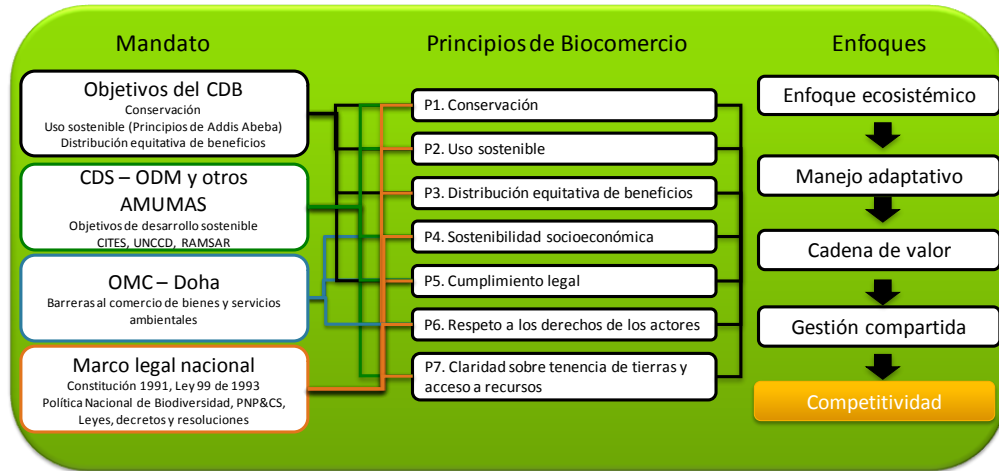 Mandato
Objetivos del CDB
Conservación
Uso sostenible (Principios de Addis Abeba)
Distribución equitativa de beneficios
CDS – ODM y otros
AMUMAS
Objetivos de desarrollo sostenible
CITES, UNCCD, RAMSAR
OMC – Doha
Barreras al comercio de bienes y servicios
ambientales
Marco legal nacional
Constitución 1991, Ley 99 de 1993
Política Nacional de Biodiversidad, PNP&CS,
Leyes, decretos y resoluciones
Principios de Biocomercio
P1. Conservación
P2. Uso sostenible
P3. Distribución equitativa de beneficios
P4. Sostenibilidad socioeconómica
P5. Cumplimiento legal
P6. Respeto a los derechos de los actores
P7. Claridad sobre tenencia de tierras y
acceso a recursos
Enfoques
Enfoque ecosistémico
Manejo adaptativo
Cadena de valor
Gestión compartida
Competitividad